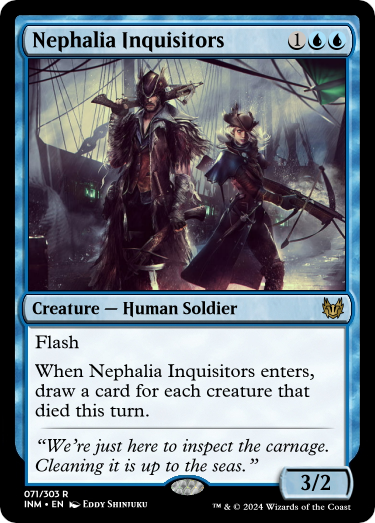 Nephalia Inquisitors 1
Creature — Human Soldier
Flash
When Nephalia Inquisitors enters,
draw a card for each creature that
died this turn.
“We’re just here to inspect the carnage.
Cleaning it is up to the seas.”
3/2
071/303 R
INM • EN Eddy Shinjuku
™ & © 2024 Wizards of the Coast